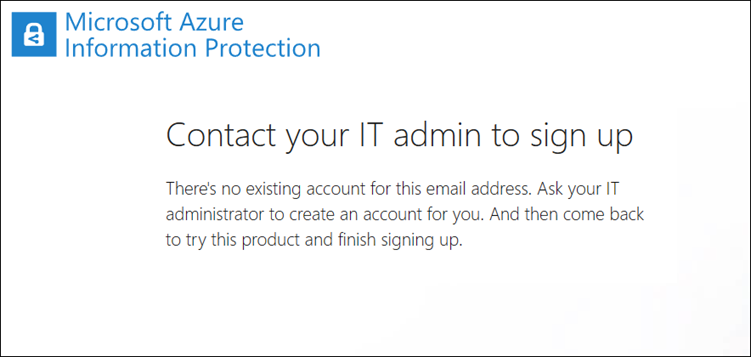 Microsoft Azure
Information Protection
Contact your IT admin to sign up
There's no existing account for this email address. Ask your IT
administrator to create an account for you. And then come back
to try this product and finish signing up.